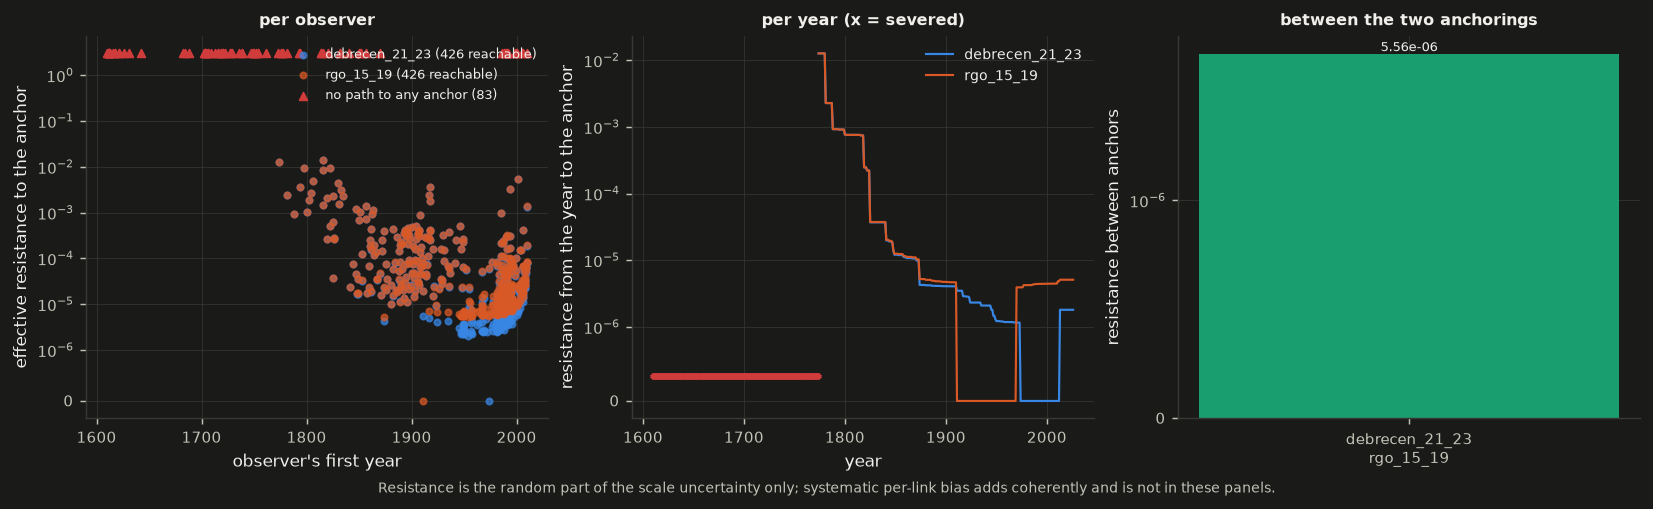 per observer
effective resistance to the anchor
10⁰
10⁻¹
10⁻²
10⁻³
10⁻⁴
10⁻⁵
10⁻⁶
0
debrecen_21_23 (426 reachable)
rgo_15_19 (426 reachable)
no path to any anchor (83)
1600 1700 1800 1900 2000
observer's first year
per year (x = severed)
resistance from the year to the anchor
10⁻²
10⁻³
10⁻⁴
10⁻⁵
10⁻⁶
0
debrecen_21_23
rgo_15_19
1600 1700 1800 1900 2000
year
between the two anchorings
resistance between anchors
5.56e-06
10⁻⁶
0
debrecen_21_23
rgo_15_19
Resistance is the random part of the scale uncertainty only; systematic per-link bias adds coherently and is not in these panels.